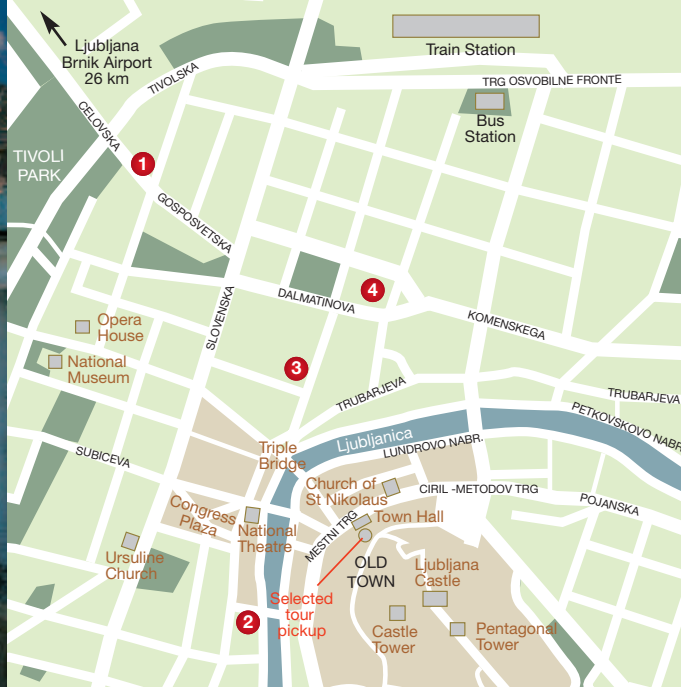 Ljubljana
Brnik Airport
26 km
Train Station
TRG OSVOBILNE FRONTE
TIVOLSKA
Bus
Station
CELOVSKA
TIVOLI
PARK
1
GOSPOSVETSKA
4
DALMATINOVA
KOMENSKEGA
SLOVENSKA
Opera
House
National
Museum
3
TRUBARJEVA
TRUBARJEVA
PETKOVSKOVO NABR.
Ljubljanica
LUNDROVO NABR.
Triple
Bridge
SUBICEVA
Church of
St Nikolaus
CIRIL -METODOV TRG
POJANSKA
Congress
Plaza
National
Theatre
MESTNI TRG
Town Hall
Ursuline
Church
OLD
TOWN
Ljubljana
Castle
Selected
tour
pickup
2
Castle
Tower
Pentagonal
Tower